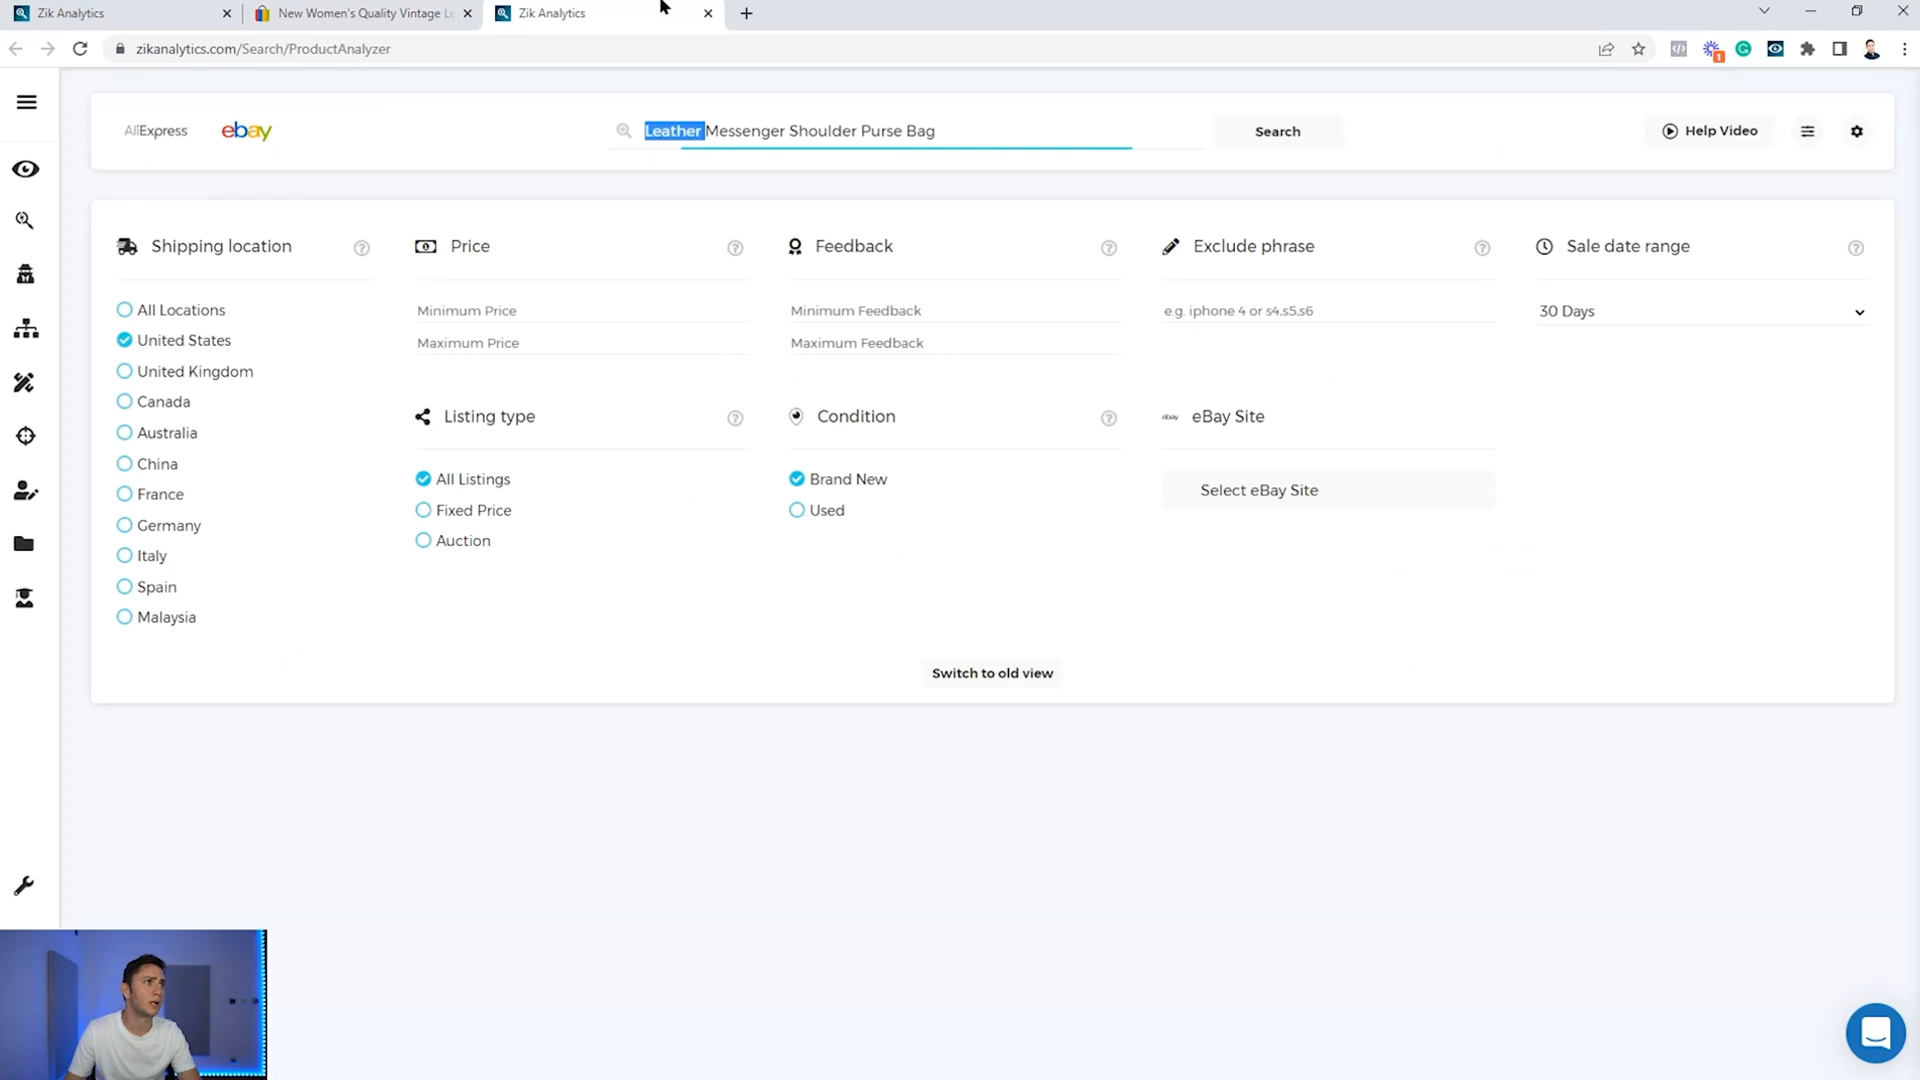 Zik Analytics
New Women's Quality Vintage Le
Zik Analytics
zikanalytics.com/Search/ProductAnalyzer
1
AliExpress
ebay
Leather Messenger Shoulder Purse Bag
Search
Help Video
Shipping location
Price
Feedback
Exclude phrase
Sale date range
All Locations
United States
United Kingdom
Canada
Australia
China
France
Germany
Italy
Spain
Malaysia
Minimum Price
Maximum Price
Minimum Feedback
Maximum Feedback
e.g. iphone 4 or s4,s5,s6
30 Days
Listing type
All Listings
Fixed Price
Auction
Condition
Brand New
Used
ebay
eBay Site
Select eBay Site
Switch to old view